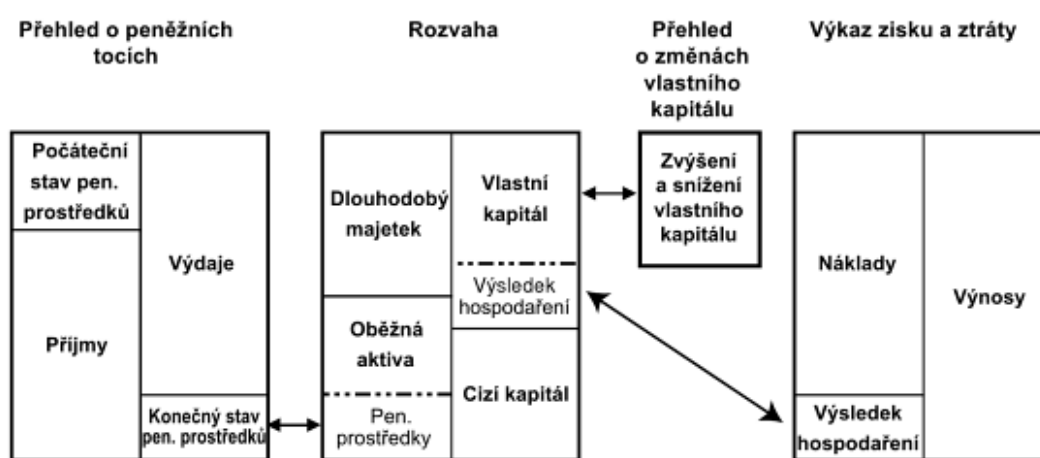 Přehled o peněžních
tocích
Rozvaha
Přehled
o změnách
vlastního
kapitálu
Výkaz zisku a ztráty
Počáteční
stav pen.
prostředků
Příjmy
Výdaje
Konečný stav
pen. prostředků
Dlouhodobý
majetek
Oběžná
aktiva
Pen.
prostředky
Vlastní
kapitál
Výsledek
hospodaření
Cizí kapitál
Zvýšení
a snížení
vlastního
kapitálu
Náklady
Výsledek
hospodaření
Výnosy